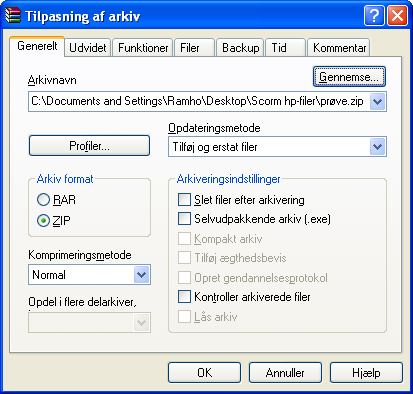 Tilpasning af arkiv
Generelt
Udvidet
Funktioner
Filer
Backup
Tid
Kommentar
Arkivnavn
Gennemse...
C:\Documents and Settings\Ramho\Desktop\Scorm hp-filer\prøve.zip
Opdateringsmetode
Profiler...
Tilføj og erstat filer
Arkiv format
RAR
ZIP
Arkiveringsindstillinger
Slet filer efter arkivering
Selvudpakkende arkiv (.exe)
Kompakt arkiv
Tilføj ægthedsbevis
Opret gendannelsesprotokol
Kontroller arkiverede filer
Lås arkiv
Komprimeringsmetode
Normal
Opdel i flere delarkiver,
OK
Annuller
Hjælp